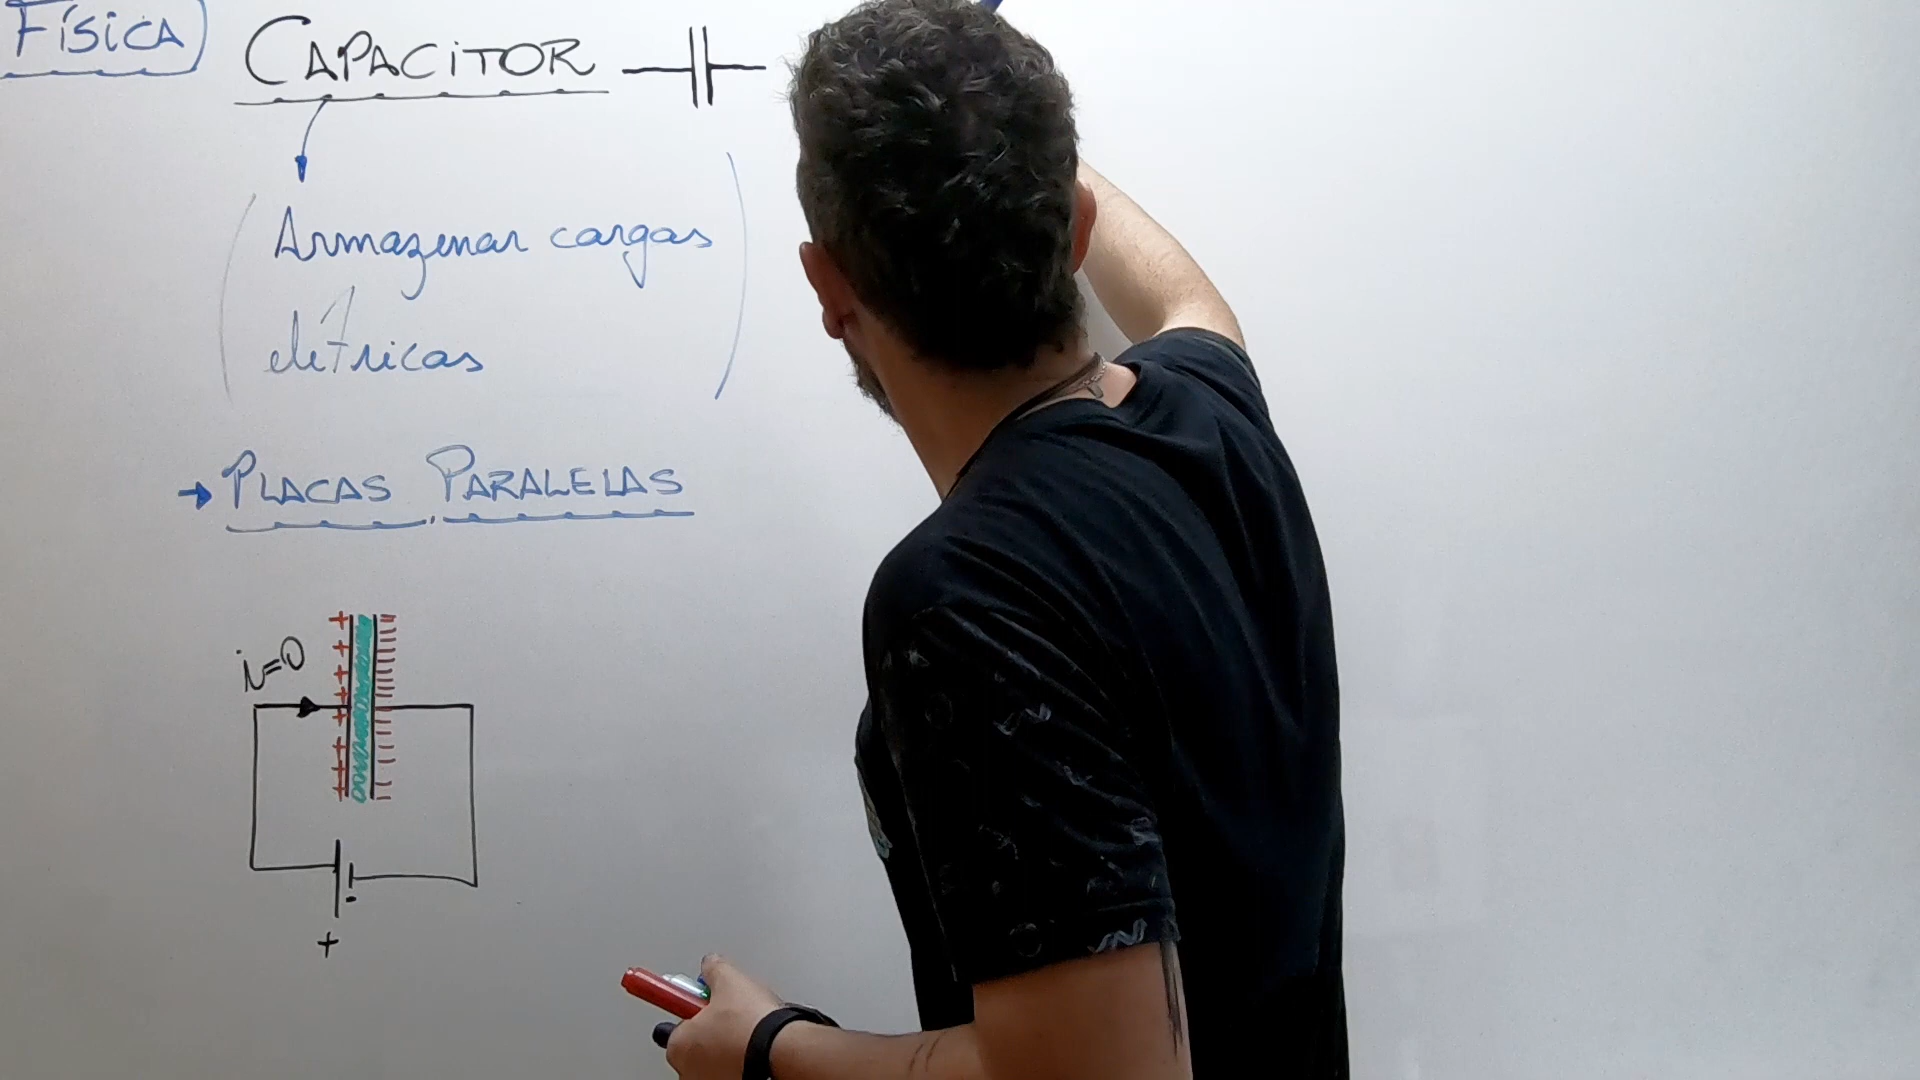 Física
CAPACiTOR
Armazenar cargas
elétricas
→ PLACAS PARALELAS
i=0
+
-